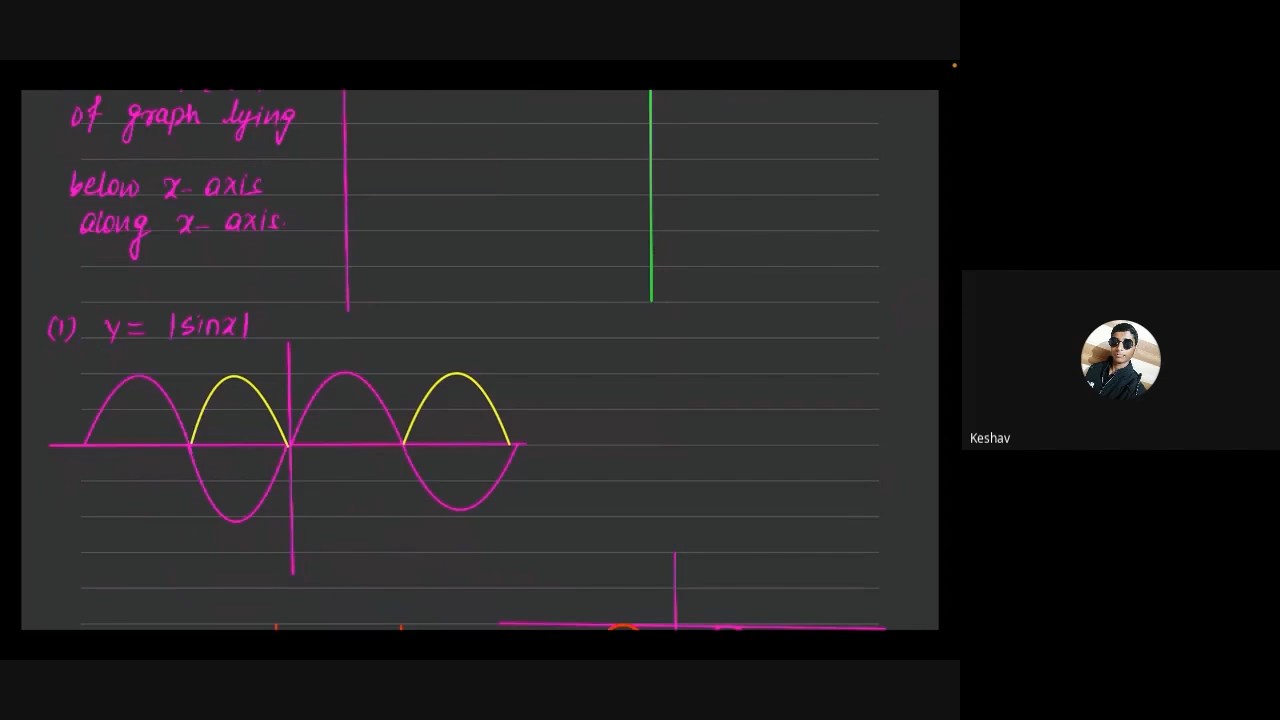 of graph lying
below x- axis
along x- axis.
(1) y = |sinx|
Keshav